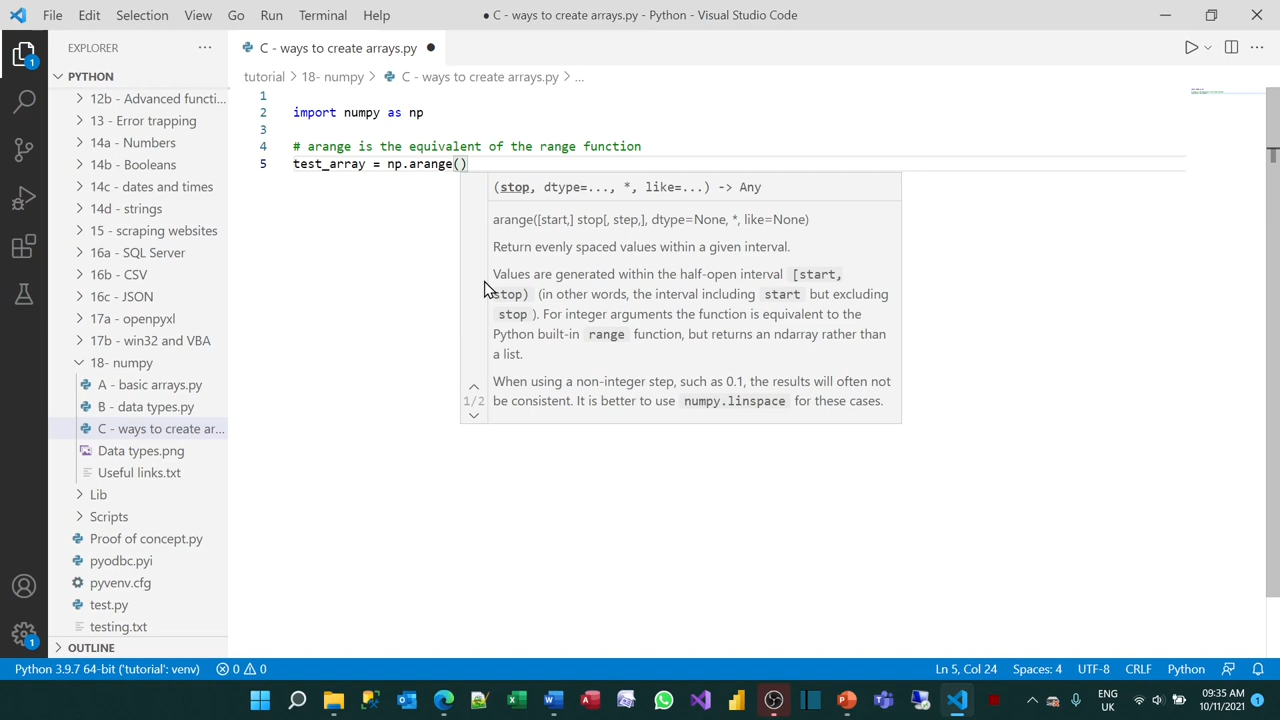 File Edit Selection View Go Run Terminal Help
● C - ways to create arrays.py - Python - Visual Studio Code
EXPLORER
PYTHON
12b - Advanced functi...
13 - Error trapping
14a - Numbers
14b - Booleans
14c - dates and times
14d - strings
15 - scraping websites
16a - SQL Server
16b - CSV
16c - JSON
17a - openpyxl
17b - win32 and VBA
18- numpy
A - basic arrays.py
B - data types.py
C - ways to create ar...
Data types.png
Useful links.txt
Lib
Scripts
Proof of concept.py
pyodbc.pyi
pyvenv.cfg
test.py
testing.txt
OUTLINE
C - ways to create arrays.py ●
tutorial > 18- numpy > C - ways to create arrays.py > ...
1
2 import numpy as np
3
4 # arange is the equivalent of the range function
5 test_array = np.arange()
(stop, dtype=..., *, like=...) -> Any
arange([start,] stop[, step,], dtype=None, *, like=None)
Return evenly spaced values within a given interval.
Values are generated within the half-open interval [start,
stop) (in other words, the interval including start but excluding
stop ). For integer arguments the function is equivalent to the
Python built-in range function, but returns an ndarray rather than
a list.
When using a non-integer step, such as 0.1, the results will often not
be consistent. It is better to use numpy.linspace for these cases.
1/2
1
1
Python 3.9.7 64-bit ('tutorial': venv) 0 0
Ln 5, Col 24 Spaces: 4 UTF-8 CRLF Python
ENG
UK
09:35 AM
10/11/2021
1